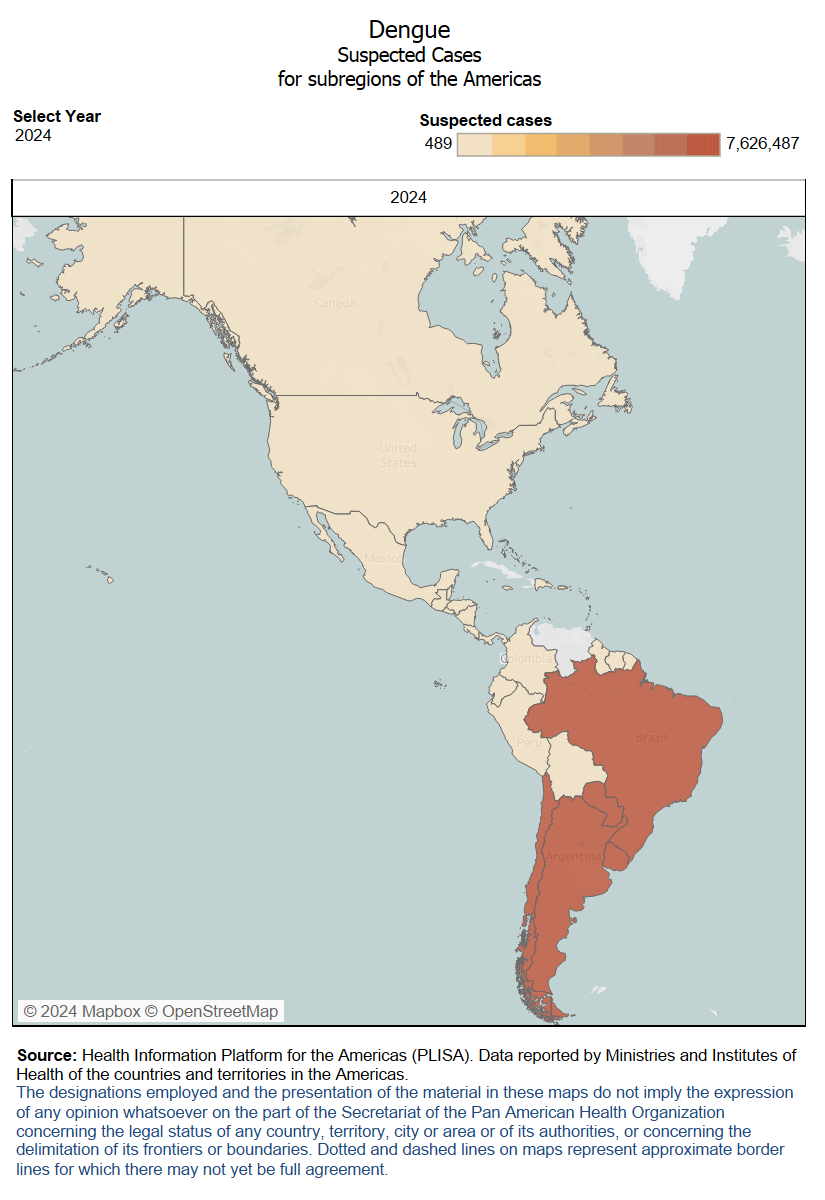 Dengue
Suspected Cases
for subregions of the Americas
Select Year
2024
Suspected cases
489
7,626,487
2024
Canada
United
States
Mexico
Colombia
Peru
Brazil
Argentina
© 2024 Mapbox © OpenStreetMap
Source: Health Information Platform for the Americas (PLISA). Data reported by Ministries and Institutes of
Health of the countries and territories in the Americas.
The designations employed and the presentation of the material in these maps do not imply the expression
of any opinion whatsoever on the part of the Secretariat of the Pan American Health Organization
concerning the legal status of any country, territory, city or area or of its authorities, or concerning the
delimitation of its frontiers or boundaries. Dotted and dashed lines on maps represent approximate border
lines for which there may not yet be full agreement.